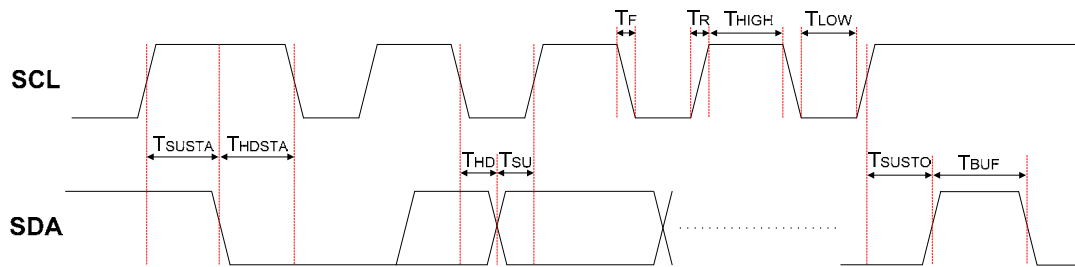 TF TR THIGH TLOW
SCL
TSUSTA THDSTA THD TSU TSUSTO TBUF
SDA